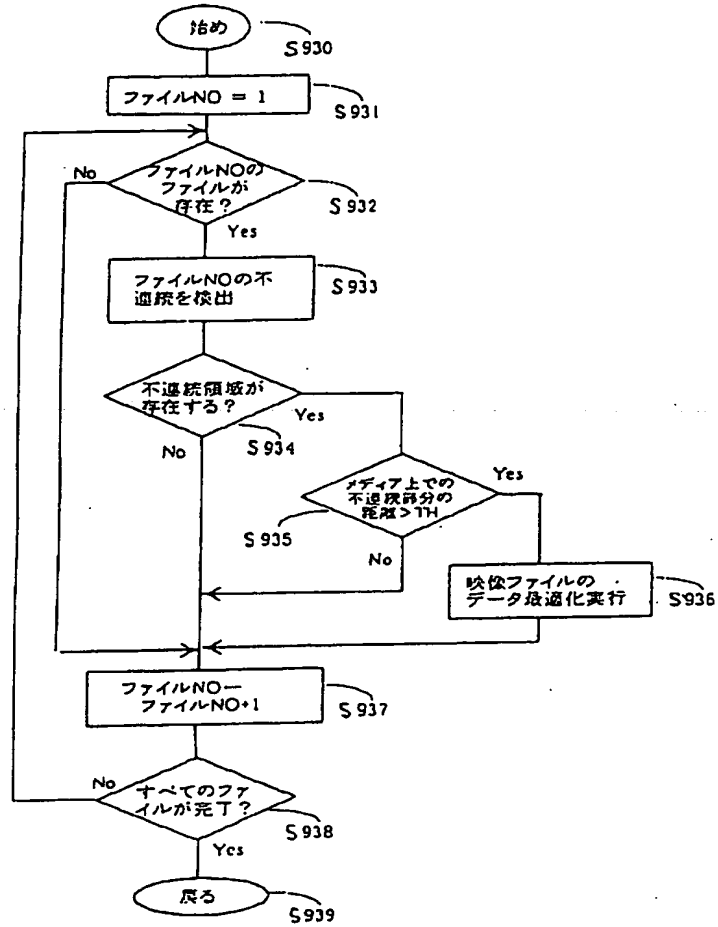 始め
S930
ファイルNO = 1
S931
No
ファイルNOの
ファイルが
存在?
S932
Yes
ファイルNOの不
連続を検出
S933
不連続領域が
存在する?
Yes
S934
No
メディア上での
不連続部分の
距離>TH
Yes
S935
No
映像ファイルの
データ最適化実行
S936
ファイルNO←
ファイルNO+1
S937
No
すべてのファ
イルが完了?
S938
Yes
戻る
S939